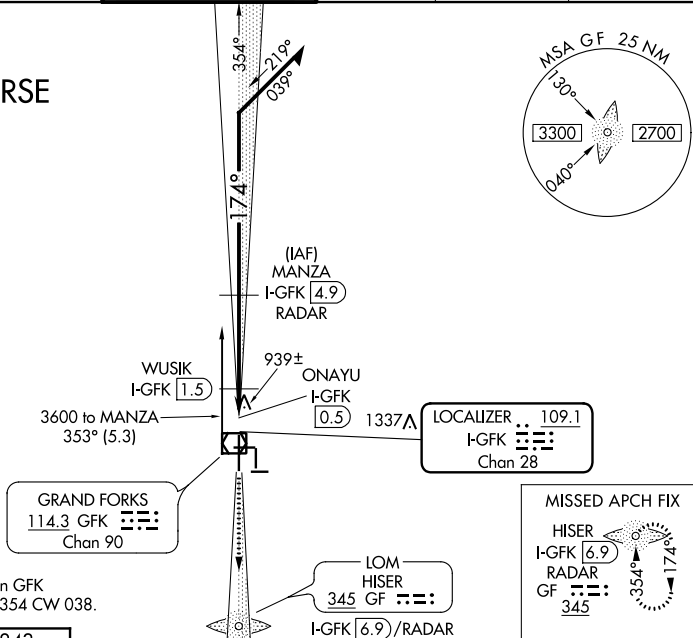 RSE
354°
219°
039°
174°
MSA GF 25 NM
130°
3300
2700
040°
(IAF)
MANZA
I-GFK 4.9
RADAR
WUSIK
I-GFK 1.5
939±
ONAYU
I-GFK
0.5
3600 to MANZA
353° (5.3)
1337
LOCALIZER 109.1
I-GFK
Chan 28
GRAND FORKS
114.3 GFK
Chan 90
n GFK
354 CW 038.
LOM
HISER
345 GF
I-GFK 6.9/RADAR
MISSED APCH FIX
HISER
I-GFK 6.9
RADAR
GF
345
354°
174°